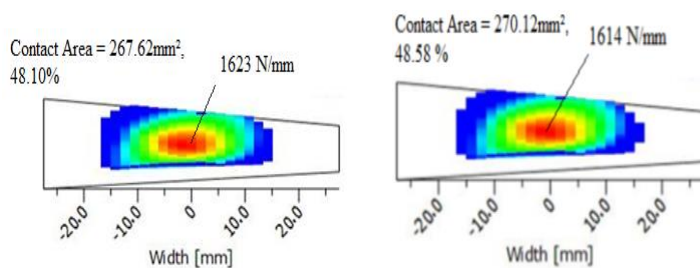 Contact Area = 267.62mm²,
48.10%
1623 N/mm
-20.0
-10.0
0
10.0
20.0
Width [mm]
Contact Area = 270.12mm²,
48.58 %
1614 N/mm
-20.0
-10.0
0
10.0
20.0
Width [mm]